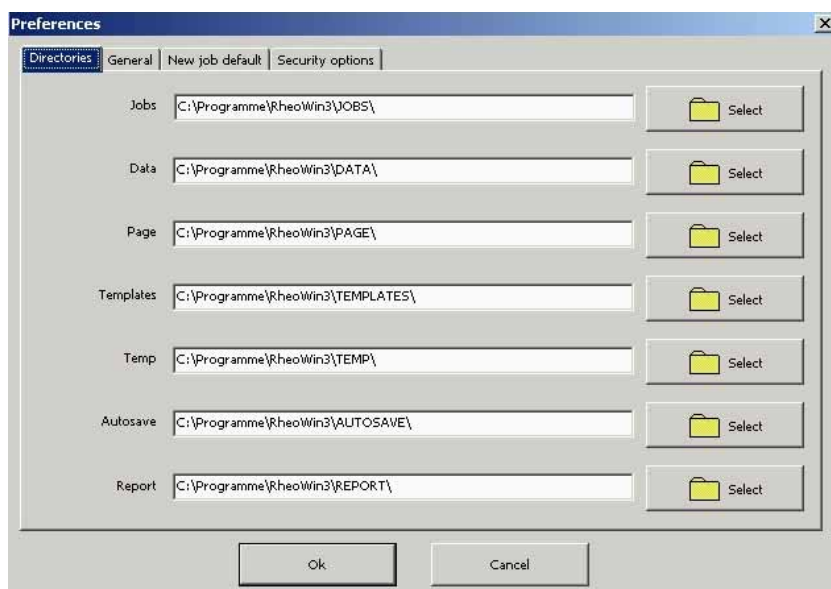 Preferences
Directories General New job default Security options
Jobs C:\Programme\RheoWin3\JOBS\ Select
Data C:\Programme\RheoWin3\DATA\ Select
Page C:\Programme\RheoWin3\PAGE\ Select
Templates C:\Programme\RheoWin3\TEMPLATES\ Select
Temp C:\Programme\RheoWin3\TEMP\ Select
Autosave C:\Programme\RheoWin3\AUTOSAVE\ Select
Report C:\Programme\RheoWin3\REPORT\ Select
Ok Cancel